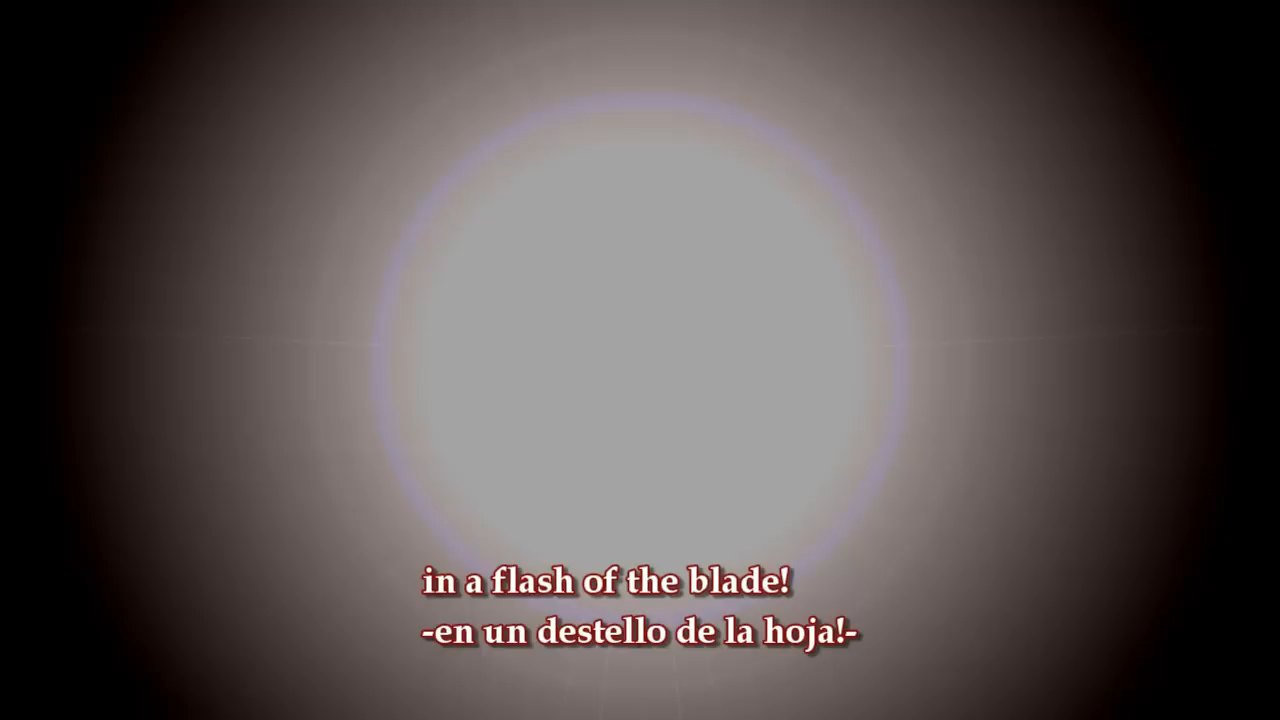 in a flash of the blade!
-en un destello de la hoja!-